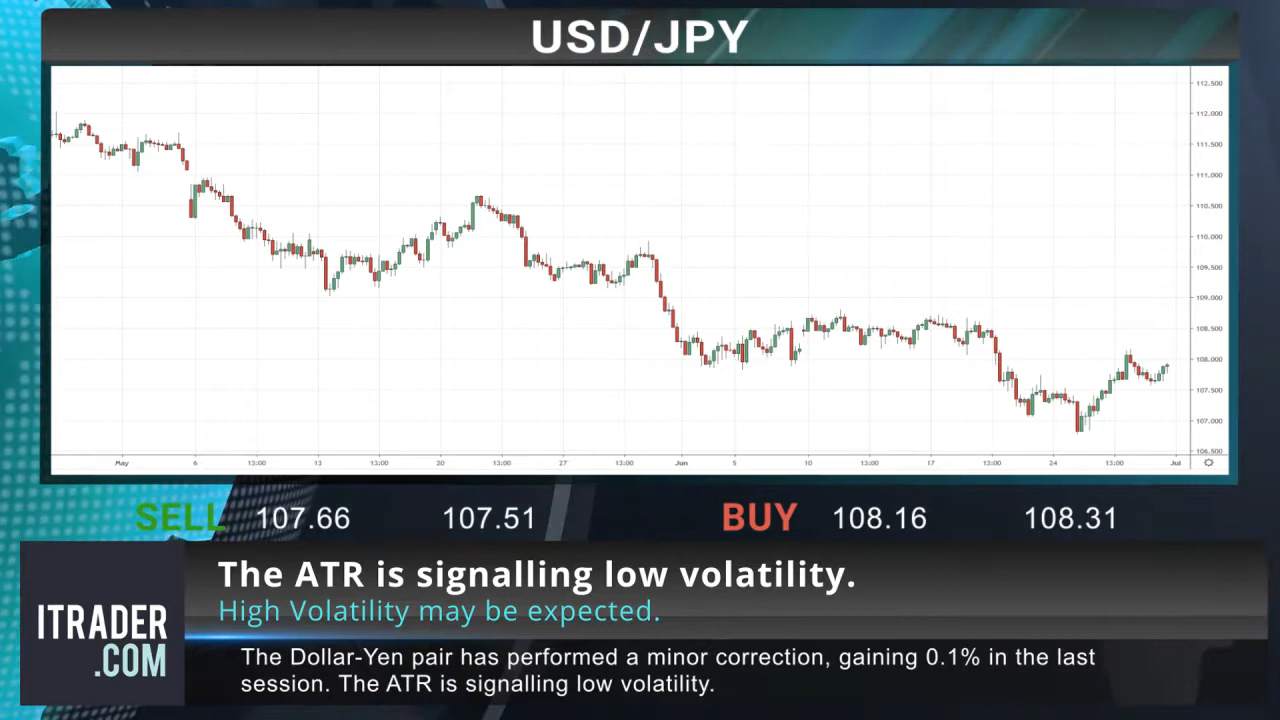 USD/JPY
112.500
112.000
111.500
111.000
110.500
110.000
109.500
109.000
108.500
108.000
107.500
107.000
106.500
May 6 13:00 13 13:00 20 13:00 27 13:00 Jun 5 10 13:00 17 13:00 24 13:00 Jul
SELL 107.66 107.51 BUY 108.16 108.31
The ATR is signalling low volatility.
High Volatility may be expected.
ITRADER
.COM
The Dollar-Yen pair has performed a minor correction, gaining 0.1% in the last
session. The ATR is signalling low volatility.